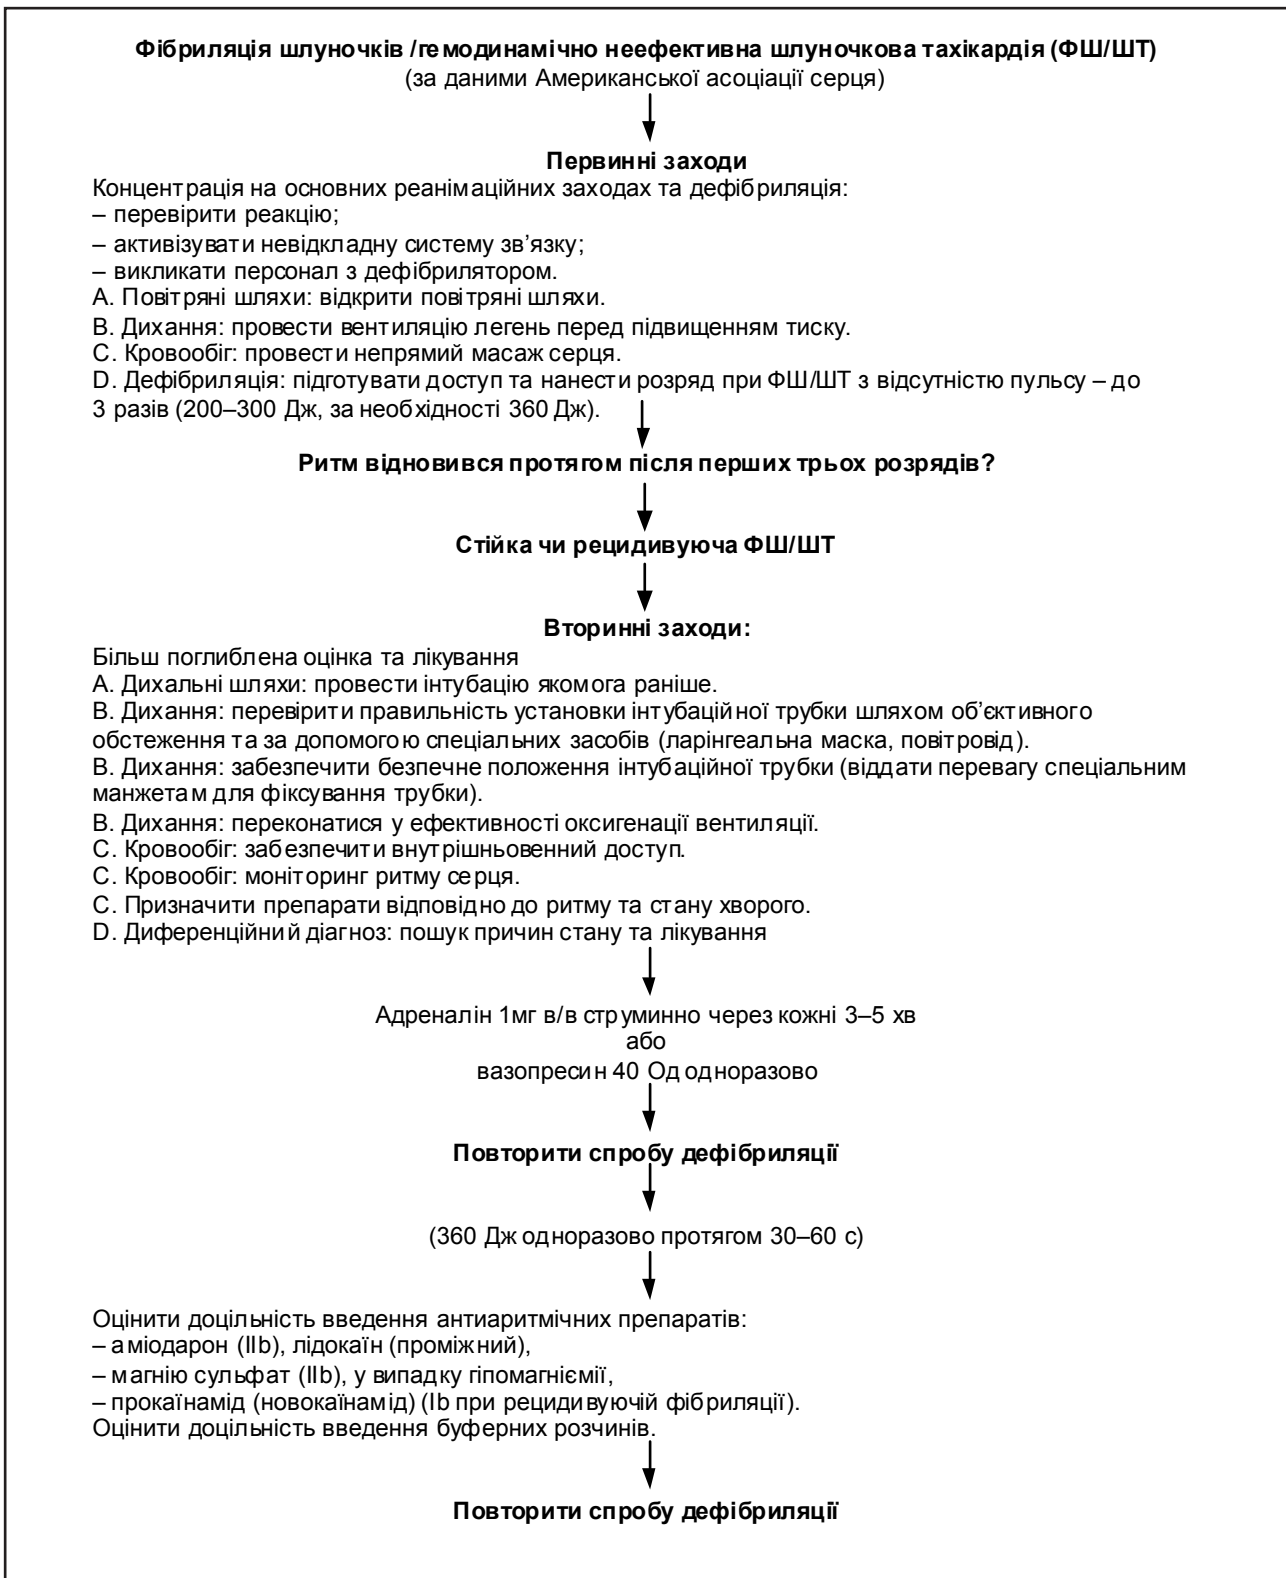 Фібриляція шлуночків /гемодинамічно неефективна шлуночкова тахікардія (ФШ/ШТ)
(за даними Американської асоціації серця)
Первинні заходи
Концентрація на основних реанімаційних заходах та дефібриляція:
– перевірити реакцію;
– активізувати невідкладну систему зв’язку;
– викликати персонал з дефібрилятором.
А. Повітряні шляхи: відкрити повітряні шляхи.
В. Дихання: провести вентиляцію легень перед підвищенням тиску.
С. Кровообіг: провести непрямий масаж серця.
D. Дефібриляція: підготувати доступ та нанести розряд при ФШ/ШТ з відсутністю пульсу – до
3 разів (200–300 Дж, за необхідності 360 Дж).
Ритм відновився протягом після перших трьох розрядів?
Стійка чи рецидивуюча ФШ/ШТ
Вторинні заходи:
Більш поглиблена оцінка та лікування
А. Дихальні шляхи: провести інтубацію якомога раніше.
В. Дихання: перевірити правильність установки інтубаційної трубки шляхом об’єктивного
обстеження та за допомогою спеціальних засобів (ларінгеальна маска, повітровід).
В. Дихання: забезпечити безпечне положення інтубаційної трубки (віддати перевагу спеціальним
манжетам для фіксування трубки).
В. Дихання: переконатися у ефективності оксигенації вентиляції.
С. Кровообіг: забезпечити внутрішньовенний доступ.
С. Кровообіг: моніторинг ритму серця.
С. Призначити препарати відповідно до ритму та стану хворого.
D. Диференційний діагноз: пошук причин стану та лікування
Адреналін 1мг в/в струминно через кожні 3–5 хв
або
вазопресин 40 Од одноразово
Повторити спробу дефібриляції
(360 Дж одноразово протягом 30–60 с)
Оцінити доцільність введення антиаритмічних препаратів:
– аміодарон (IIb), лідокаїн (проміжний),
– магнію сульфат (IIb), у випадку гіпомагніємії,
– прокаїнамід (новокаїнамід) (Ib при рецидивуючій фібриляції).
Оцінити доцільність введення буферних розчинів.
Повторити спробу дефібриляції